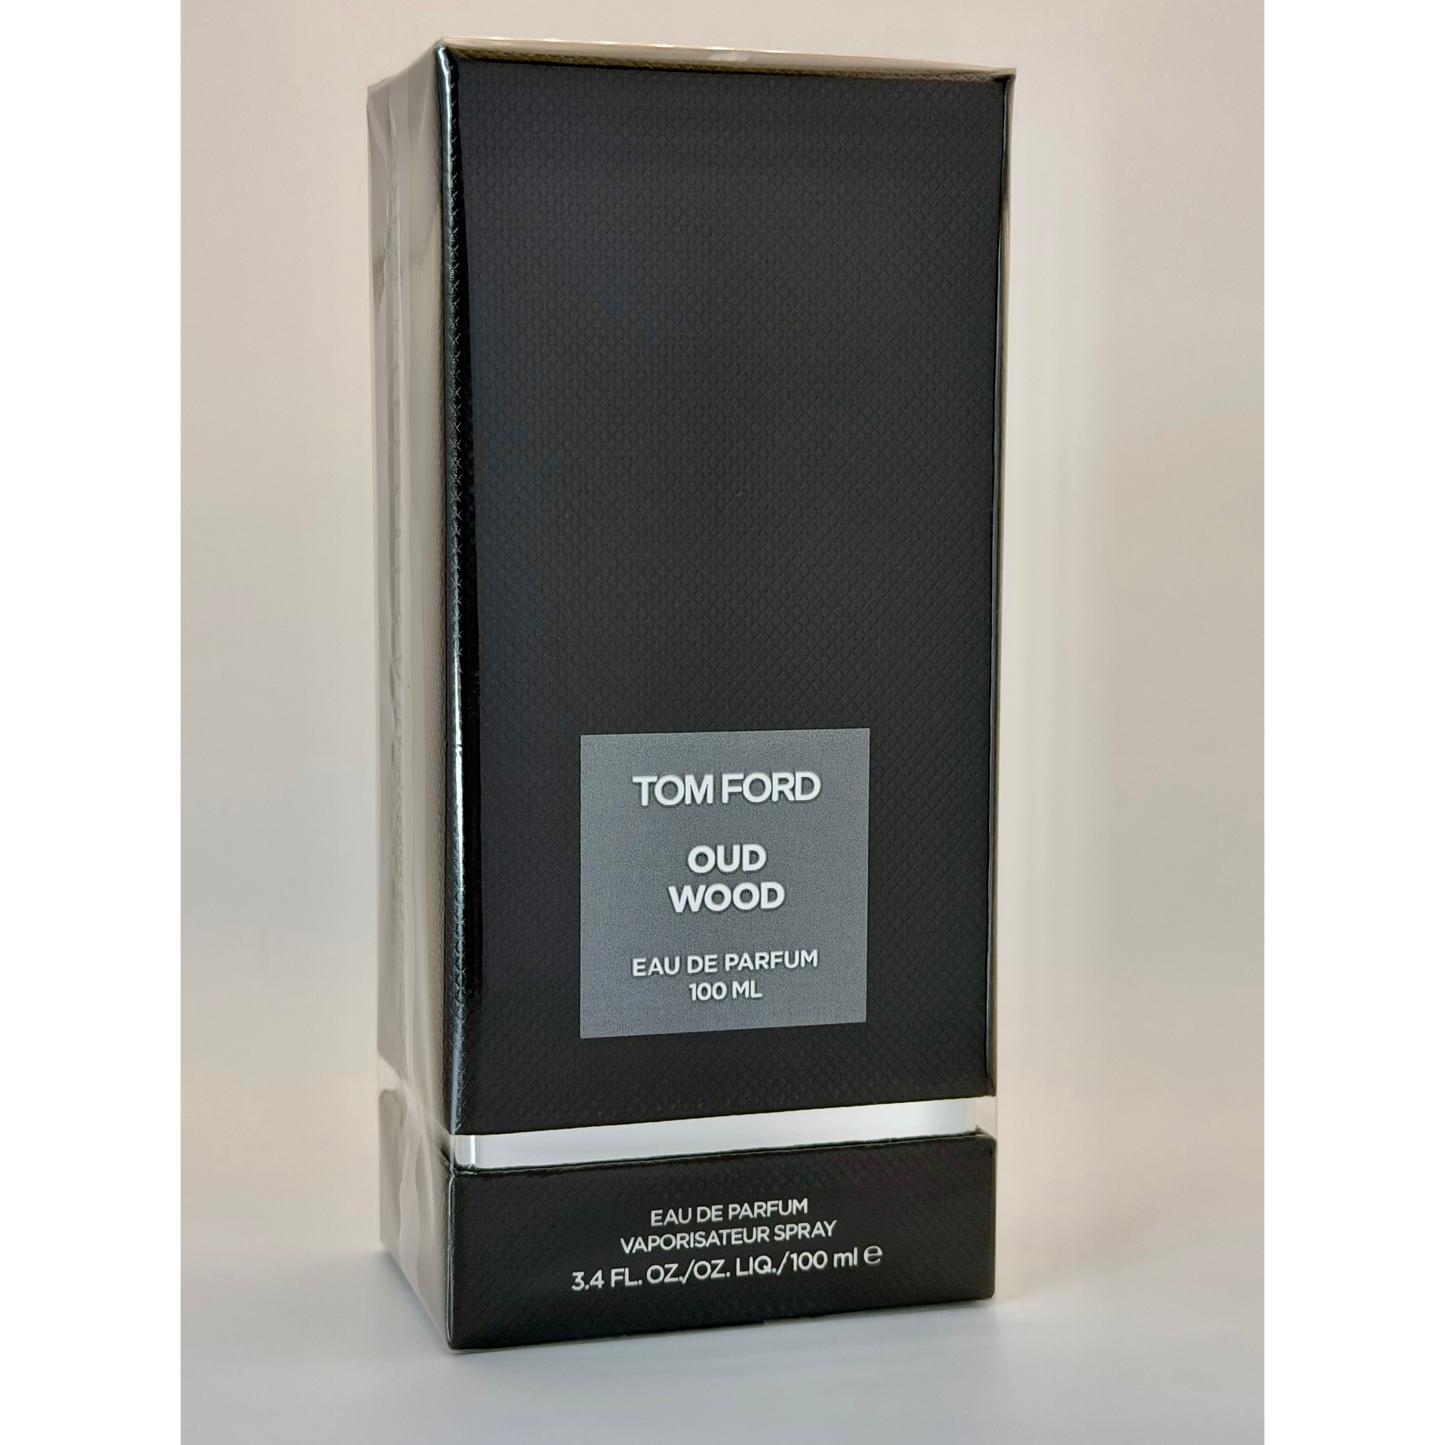 TOM FORD
OUD
WOOD
EAU DE PARFUM
100 ML
EAU DE PARFUM
VAPORISATEUR SPRAY
3.4 FL. OZ./OZ. LIQ./100 ml ℮